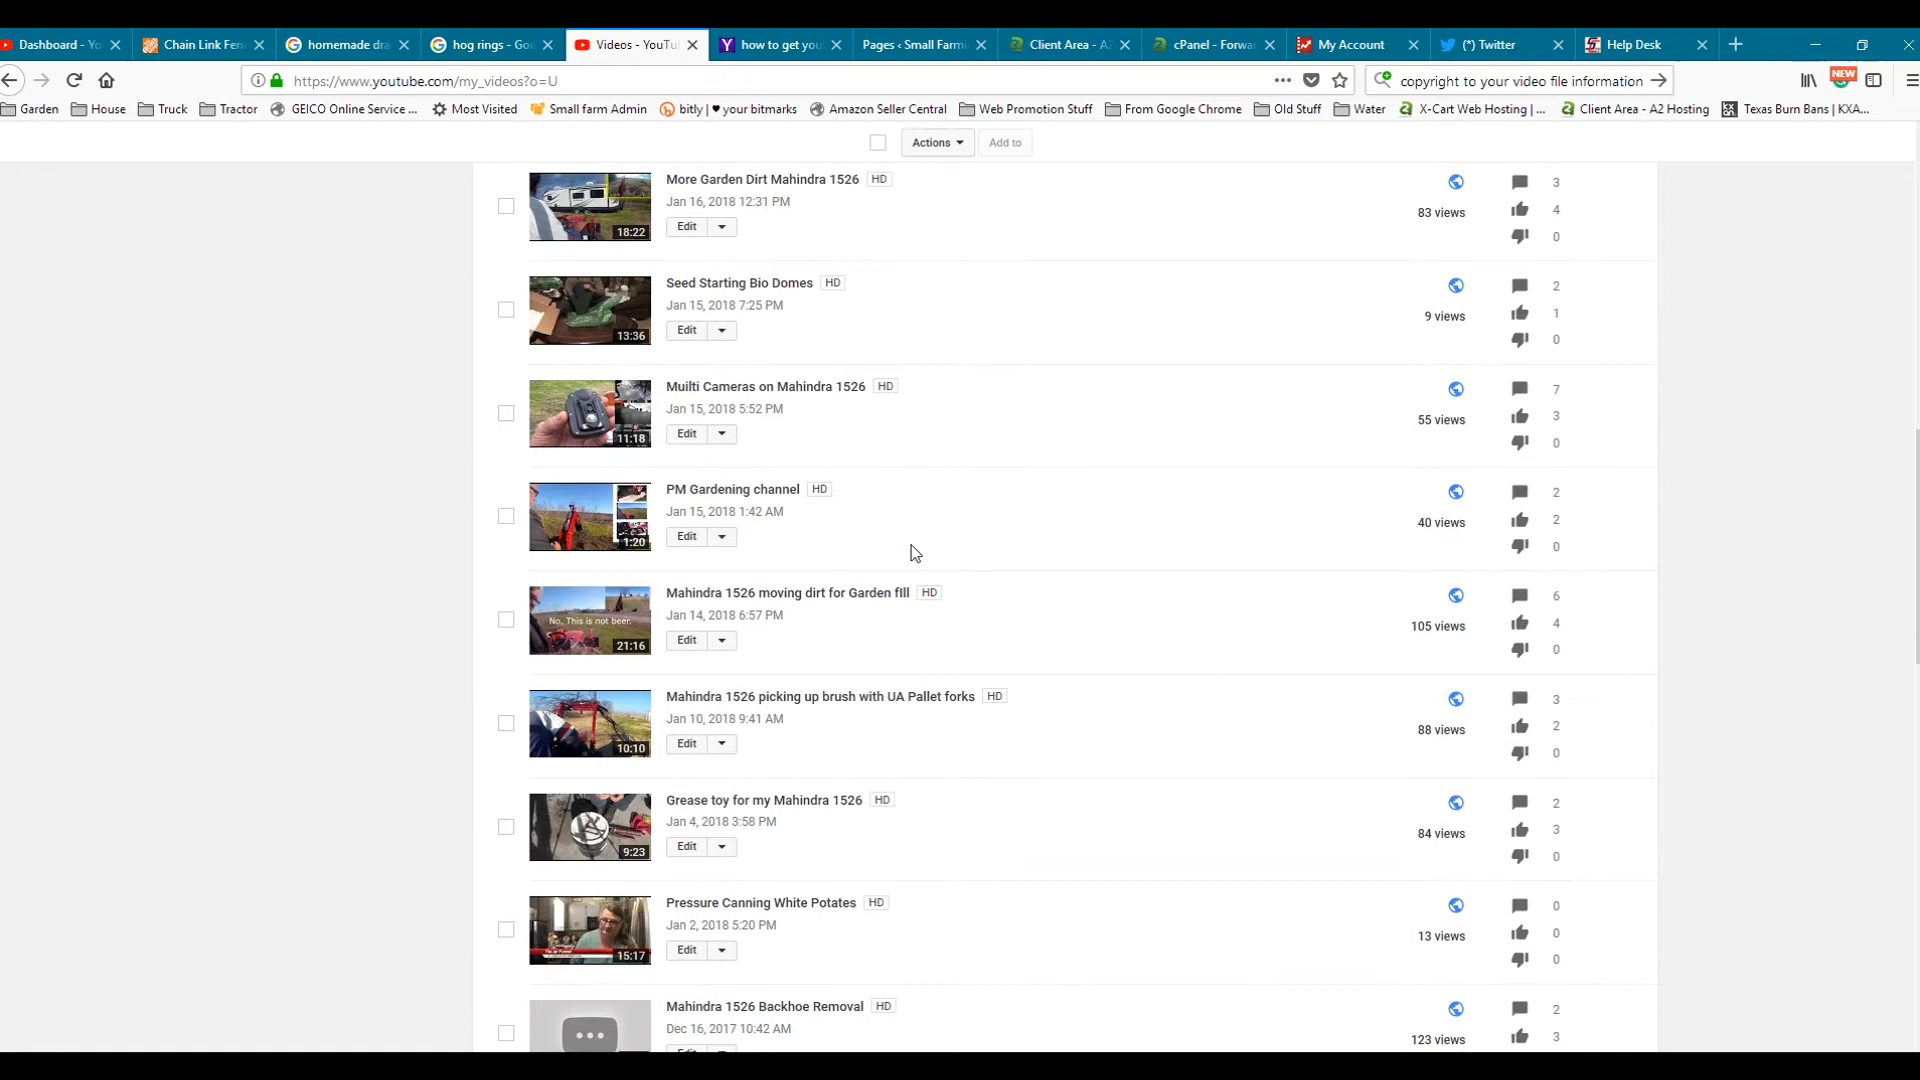 Dashboard - Yo
Chain Link Fen
homemade dra
hog rings - Goo
Videos - YouTu
how to get you
Pages ‹ Small Farmi
Client Area - A2
cPanel - Forwa
My Account
(*) Twitter
Help Desk
https://www.youtube.com/my_videos?o=U
copyright to your video file information
NEW
Garden
House
Truck
Tractor
GEICO Online Service ...
Most Visited
Small farm Admin
bitly | ♥ your bitmarks
Amazon Seller Central
Web Promotion Stuff
From Google Chrome
Old Stuff
Water
X-Cart Web Hosting | ...
Client Area - A2 Hosting
Texas Burn Bans | KXA...
Actions
Add to
More Garden Dirt Mahindra 1526 HD
Jan 16, 2018 12:31 PM
Edit
18:22
83 views
3
4
0
Seed Starting Bio Domes HD
Jan 15, 2018 7:25 PM
Edit
13:36
9 views
2
1
0
Muilti Cameras on Mahindra 1526 HD
Jan 15, 2018 5:52 PM
Edit
11:18
55 views
7
3
0
PM Gardening channel HD
Jan 15, 2018 1:42 AM
Edit
1:20
40 views
2
2
0
Mahindra 1526 moving dirt for Garden fIll HD
Jan 14, 2018 6:57 PM
No, This is not beer.
Edit
21:16
105 views
6
4
0
Mahindra 1526 picking up brush with UA Pallet forks HD
Jan 10, 2018 9:41 AM
Edit
10:10
88 views
3
2
0
Grease toy for my Mahindra 1526 HD
Jan 4, 2018 3:58 PM
Edit
9:23
84 views
2
3
0
Pressure Canning White Potates HD
Jan 2, 2018 5:20 PM
Edit
15:17
13 views
0
0
0
Mahindra 1526 Backhoe Removal HD
Dec 16, 2017 10:42 AM
Edit
123 views
2
3